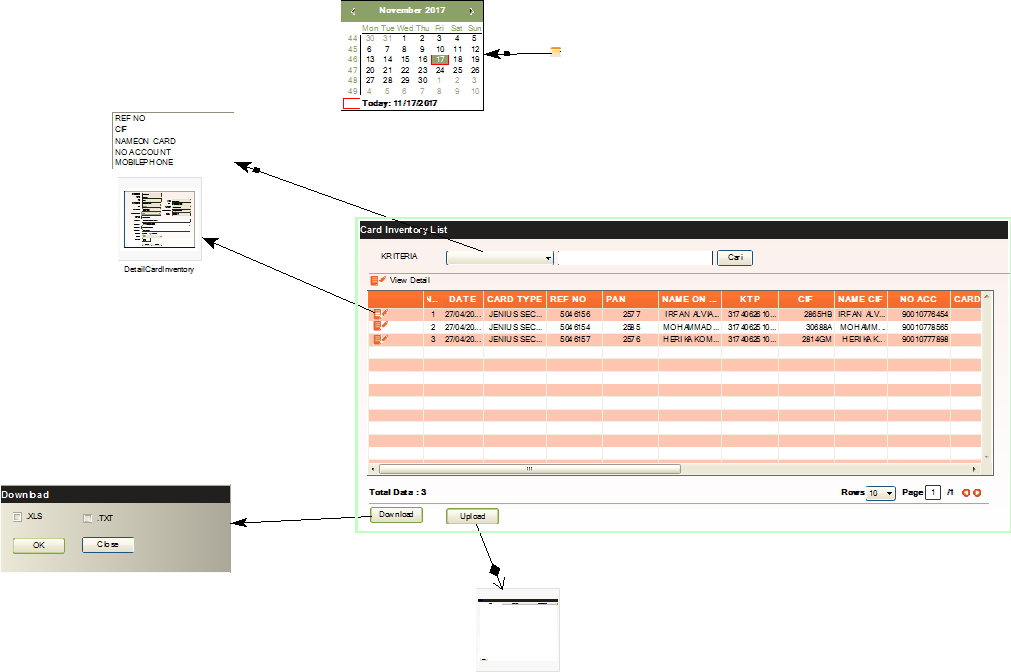 November 2017
Mon Tue Wed Thu Fri Sat Sun
44 30 31 1 2 3 4 5
45 6 7 8 9 10 11 12
46 13 14 15 16 17 18 19
47 20 21 22 23 24 25 26
48 27 28 29 30 1 2 3
49 4 5 6 7 8 9 10
Today: 11/17/2017
REF NO
CIF
NAMEON CARD
NO ACCOUNT
MOBILEPHONE
DetailCardInventory
Card Inventory List
KRITERIA Cari
View Detail
N... DATE CARD TYPE REF NO PAN NAME ON ... KTP CIF NAME CIF NO ACC CARD
1 27/04/20... JENIUS SEC... 5046156 2577 IRFAN ALVIA... 3174062610... 2865HB IRFAN ALV... 90010776454
2 27/04/20... JENIUS SEC... 5046154 2585 MOHAMMAD... 3174062510... 30688A MOHAMM... 90010778565
3 27/04/20... JENIUS SEC... 5046157 2576 HERIKA KOM... 3174062510... 2814GM HERIKA K... 90010777898
Total Data : 3 Rows 10 Page 1 /1
Download Upload
Download
.XLS .TXT
OK Close